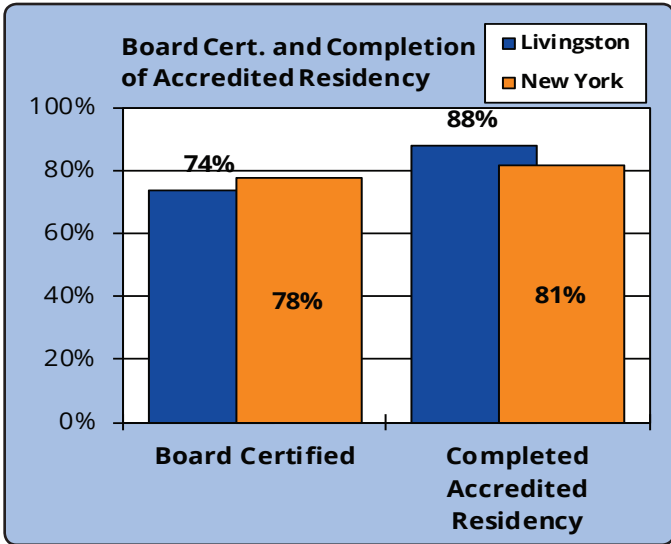 Board Cert. and Completion
of Accredited Residency
Livingston
New York
100%
80%
60%
40%
20%
0%
74%
78%
88%
81%
Board Certified
Completed
Accredited
Residency